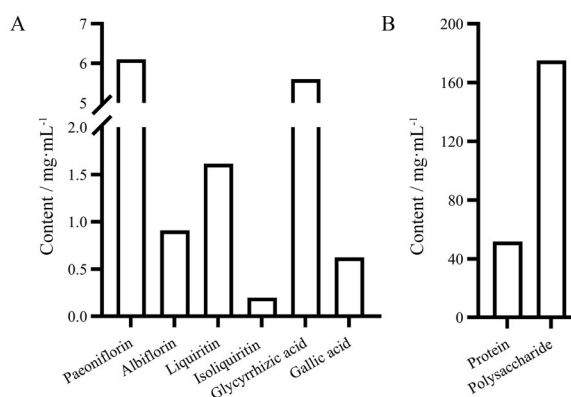 A
Content / mg·mL⁻¹
7
6
5
2.0
1.5
1.0
0.5
0.0
Paeoniflorin
Albiflorin
Liquiritin
Isoliquiritin
Glycyrrhizic acid
Gallic acid
B
Content / mg·mL⁻¹
200
160
120
80
40
0
Protein
Polysaccharide